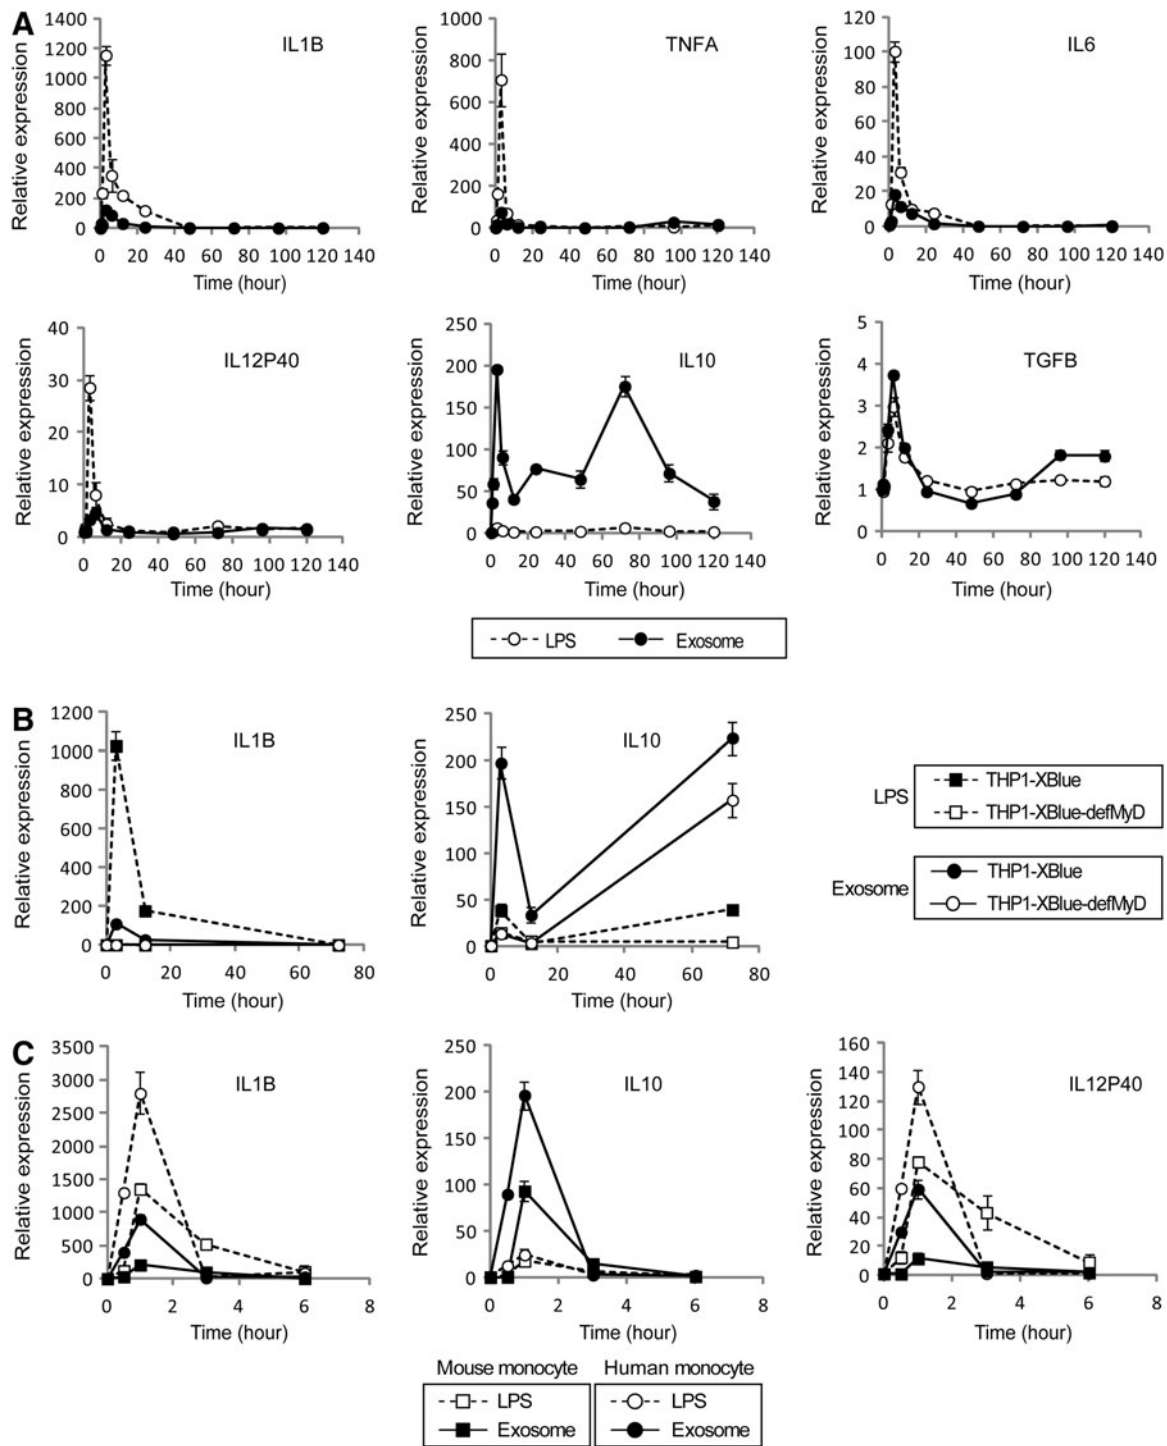 A
IL1B
Relative expression
1400
1200
1000
800
600
400
200
0
0 20 40 60 80 100 120 140
Time (hour)
TNFA
Relative expression
1000
800
600
400
200
0
0 20 40 60 80 100 120 140
Time (hour)
IL6
Relative expression
120
100
80
60
40
20
0
0 20 40 60 80 100 120 140
Time (hour)
IL12P40
Relative expression
40
30
20
10
0
0 20 40 60 80 100 120 140
Time (hour)
IL10
Relative expression
250
200
150
100
50
0
0 20 40 60 80 100 120 140
Time (hour)
TGFB
Relative expression
5
4
3
2
1
0
0 20 40 60 80 100 120 140
Time (hour)
LPS Exosome
B
IL1B
Relative expression
1200
1000
800
600
400
200
0
0 20 40 60 80
Time (hour)
IL10
Relative expression
250
200
150
100
50
0
0 20 40 60 80
Time (hour)
LPS
THP1-XBlue
THP1-XBlue-defMyD
Exosome
THP1-XBlue
THP1-XBlue-defMyD
C
IL1B
Relative expression
3500
3000
2500
2000
1500
1000
500
0
0 2 4 6 8
Time (hour)
IL10
Relative expression
250
200
150
100
50
0
0 2 4 6 8
Time (hour)
IL12P40
Relative expression
160
140
120
100
80
60
40
20
0
0 2 4 6 8
Time (hour)
Mouse monocyte Human monocyte
LPS LPS
Exosome Exosome